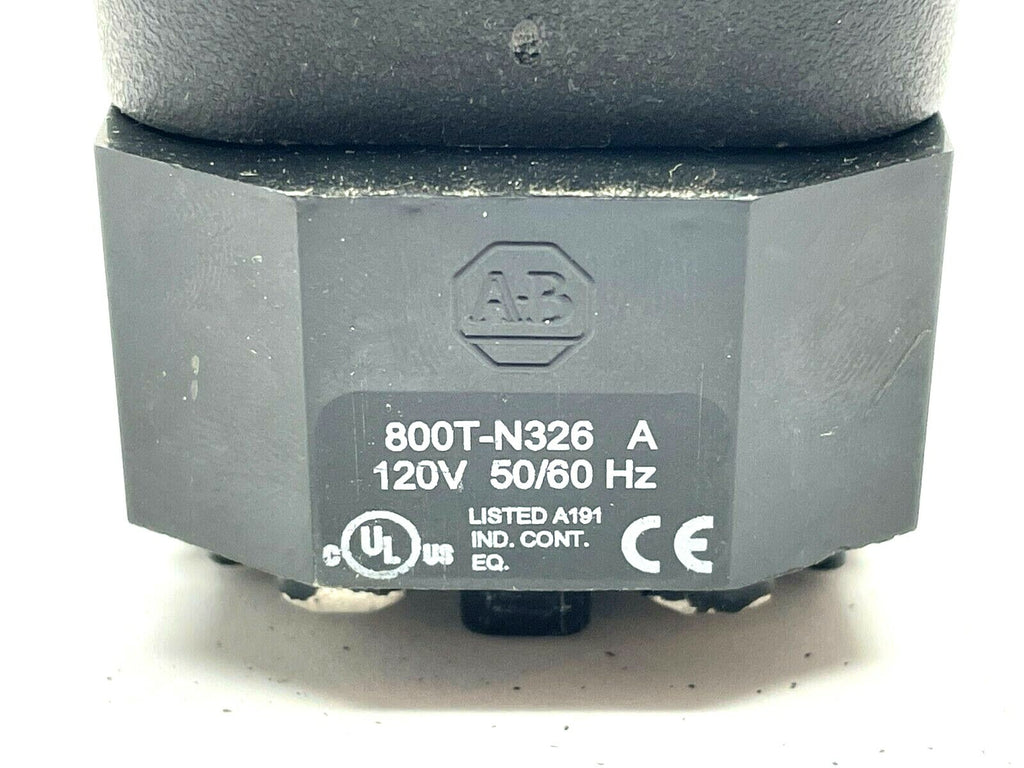 A-B
800T-N326 A
120V 50/60 Hz
C UL US
LISTED A191
IND. CONT.
EQ.
CE